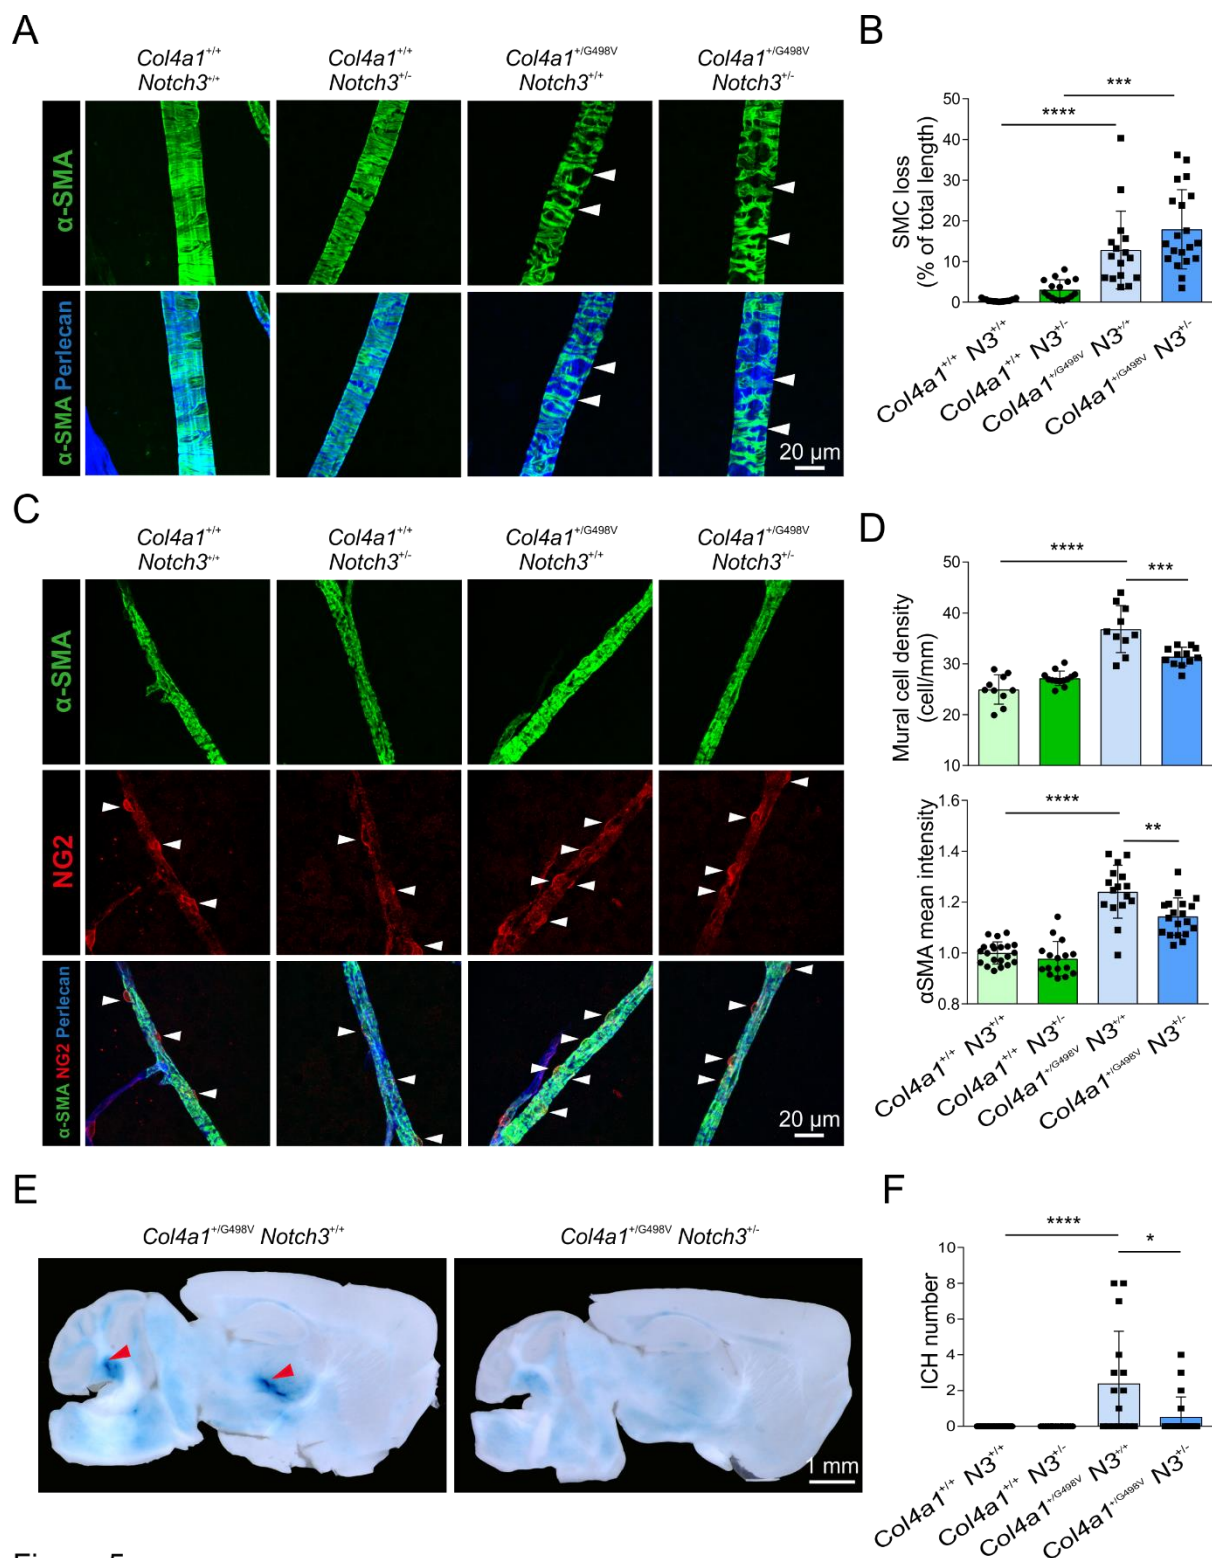 A
Col4a1+/+
Notch3+/+
Col4a1+/+
Notch3+/-
Col4a1+/G498V
Notch3+/+
Col4a1+/G498V
Notch3+/-
α-SMA
α-SMA Perlecan
20 µm
B
SMC loss
(% of total length)
50
40
30
20
10
0
****
***
Col4a1+/+ N3+/+
Col4a1+/+ N3+/-
Col4a1+/G498V N3+/+
Col4a1+/G498V N3+/-
C
Col4a1+/+
Notch3+/+
Col4a1+/+
Notch3+/-
Col4a1+/G498V
Notch3+/+
Col4a1+/G498V
Notch3+/-
α-SMA
NG2
α-SMA NG2 Perlecan
20 µm
D
Mural cell density
(cell/mm)
50
40
30
20
10
****
***
αSMA mean intensity
1.6
1.4
1.2
1.0
0.8
****
**
Col4a1+/+ N3+/+
Col4a1+/+ N3+/-
Col4a1+/G498V N3+/+
Col4a1+/G498V N3+/-
E
Col4a1+/G498V Notch3+/+
Col4a1+/G498V Notch3+/-
1 mm
F
ICH number
10
8
6
4
2
0
****
*
Col4a1+/+ N3+/+
Col4a1+/+ N3+/-
Col4a1+/G498V N3+/+
Col4a1+/G498V N3+/-